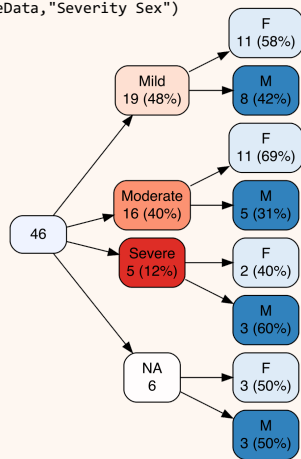 eData,"Severity Sex")
F
11 (58%)
Mild
19 (48%)
M
8 (42%)
F
11 (69%)
Moderate
16 (40%)
M
5 (31%)
46
Severe
5 (12%)
F
2 (40%)
M
3 (60%)
NA
6
F
3 (50%)
M
3 (50%)